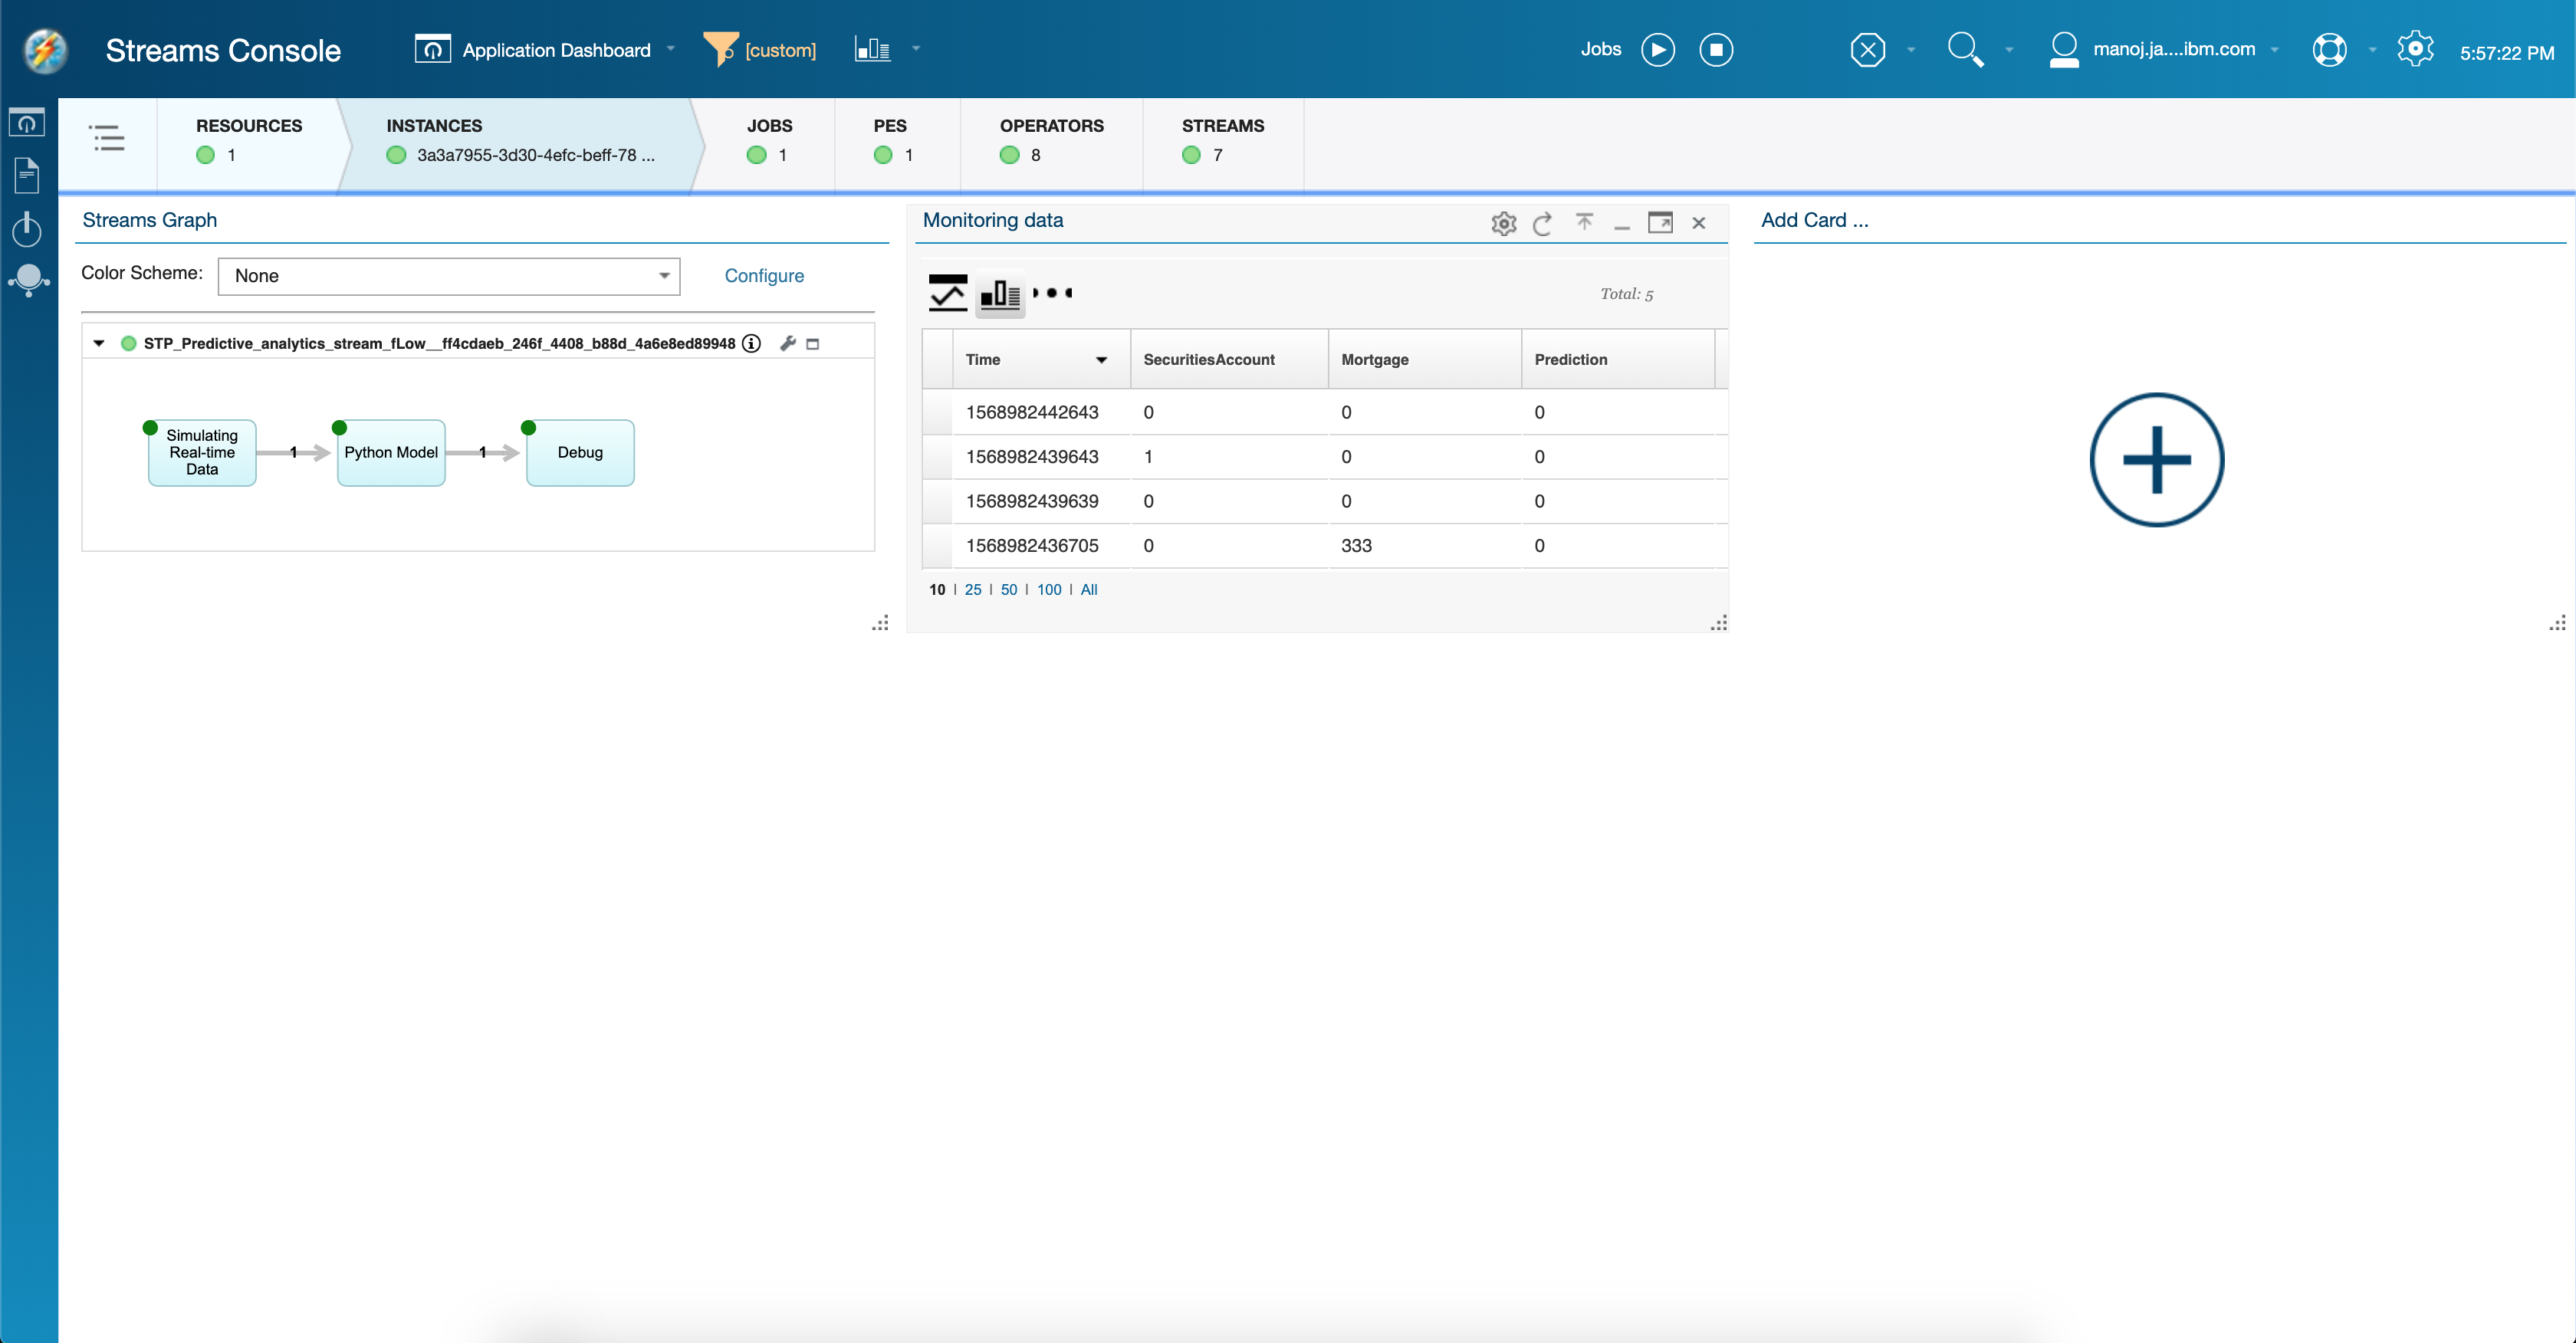 Streams Console
Application Dashboard
[custom]
Jobs
manoj.ja....ibm.com
5:57:22 PM
RESOURCES
1
INSTANCES
3a3a7955-3d30-4efc-beff-78 ...
JOBS
1
PES
1
OPERATORS
8
STREAMS
7
Streams Graph
Color Scheme:
None
Configure
STP_Predictive_analytics_stream_fLow__ff4cdaeb_246f_4408_b88d_4a6e8ed89948
Simulating
Real-time
Data
1
Python Model
1
Debug
Monitoring data
Total: 5
Time SecuritiesAccount Mortgage Prediction
1568982442643 0 0 0
1568982439643 1 0 0
1568982439639 0 0 0
1568982436705 0 333 0
10 | 25 | 50 | 100 | All
Add Card ...